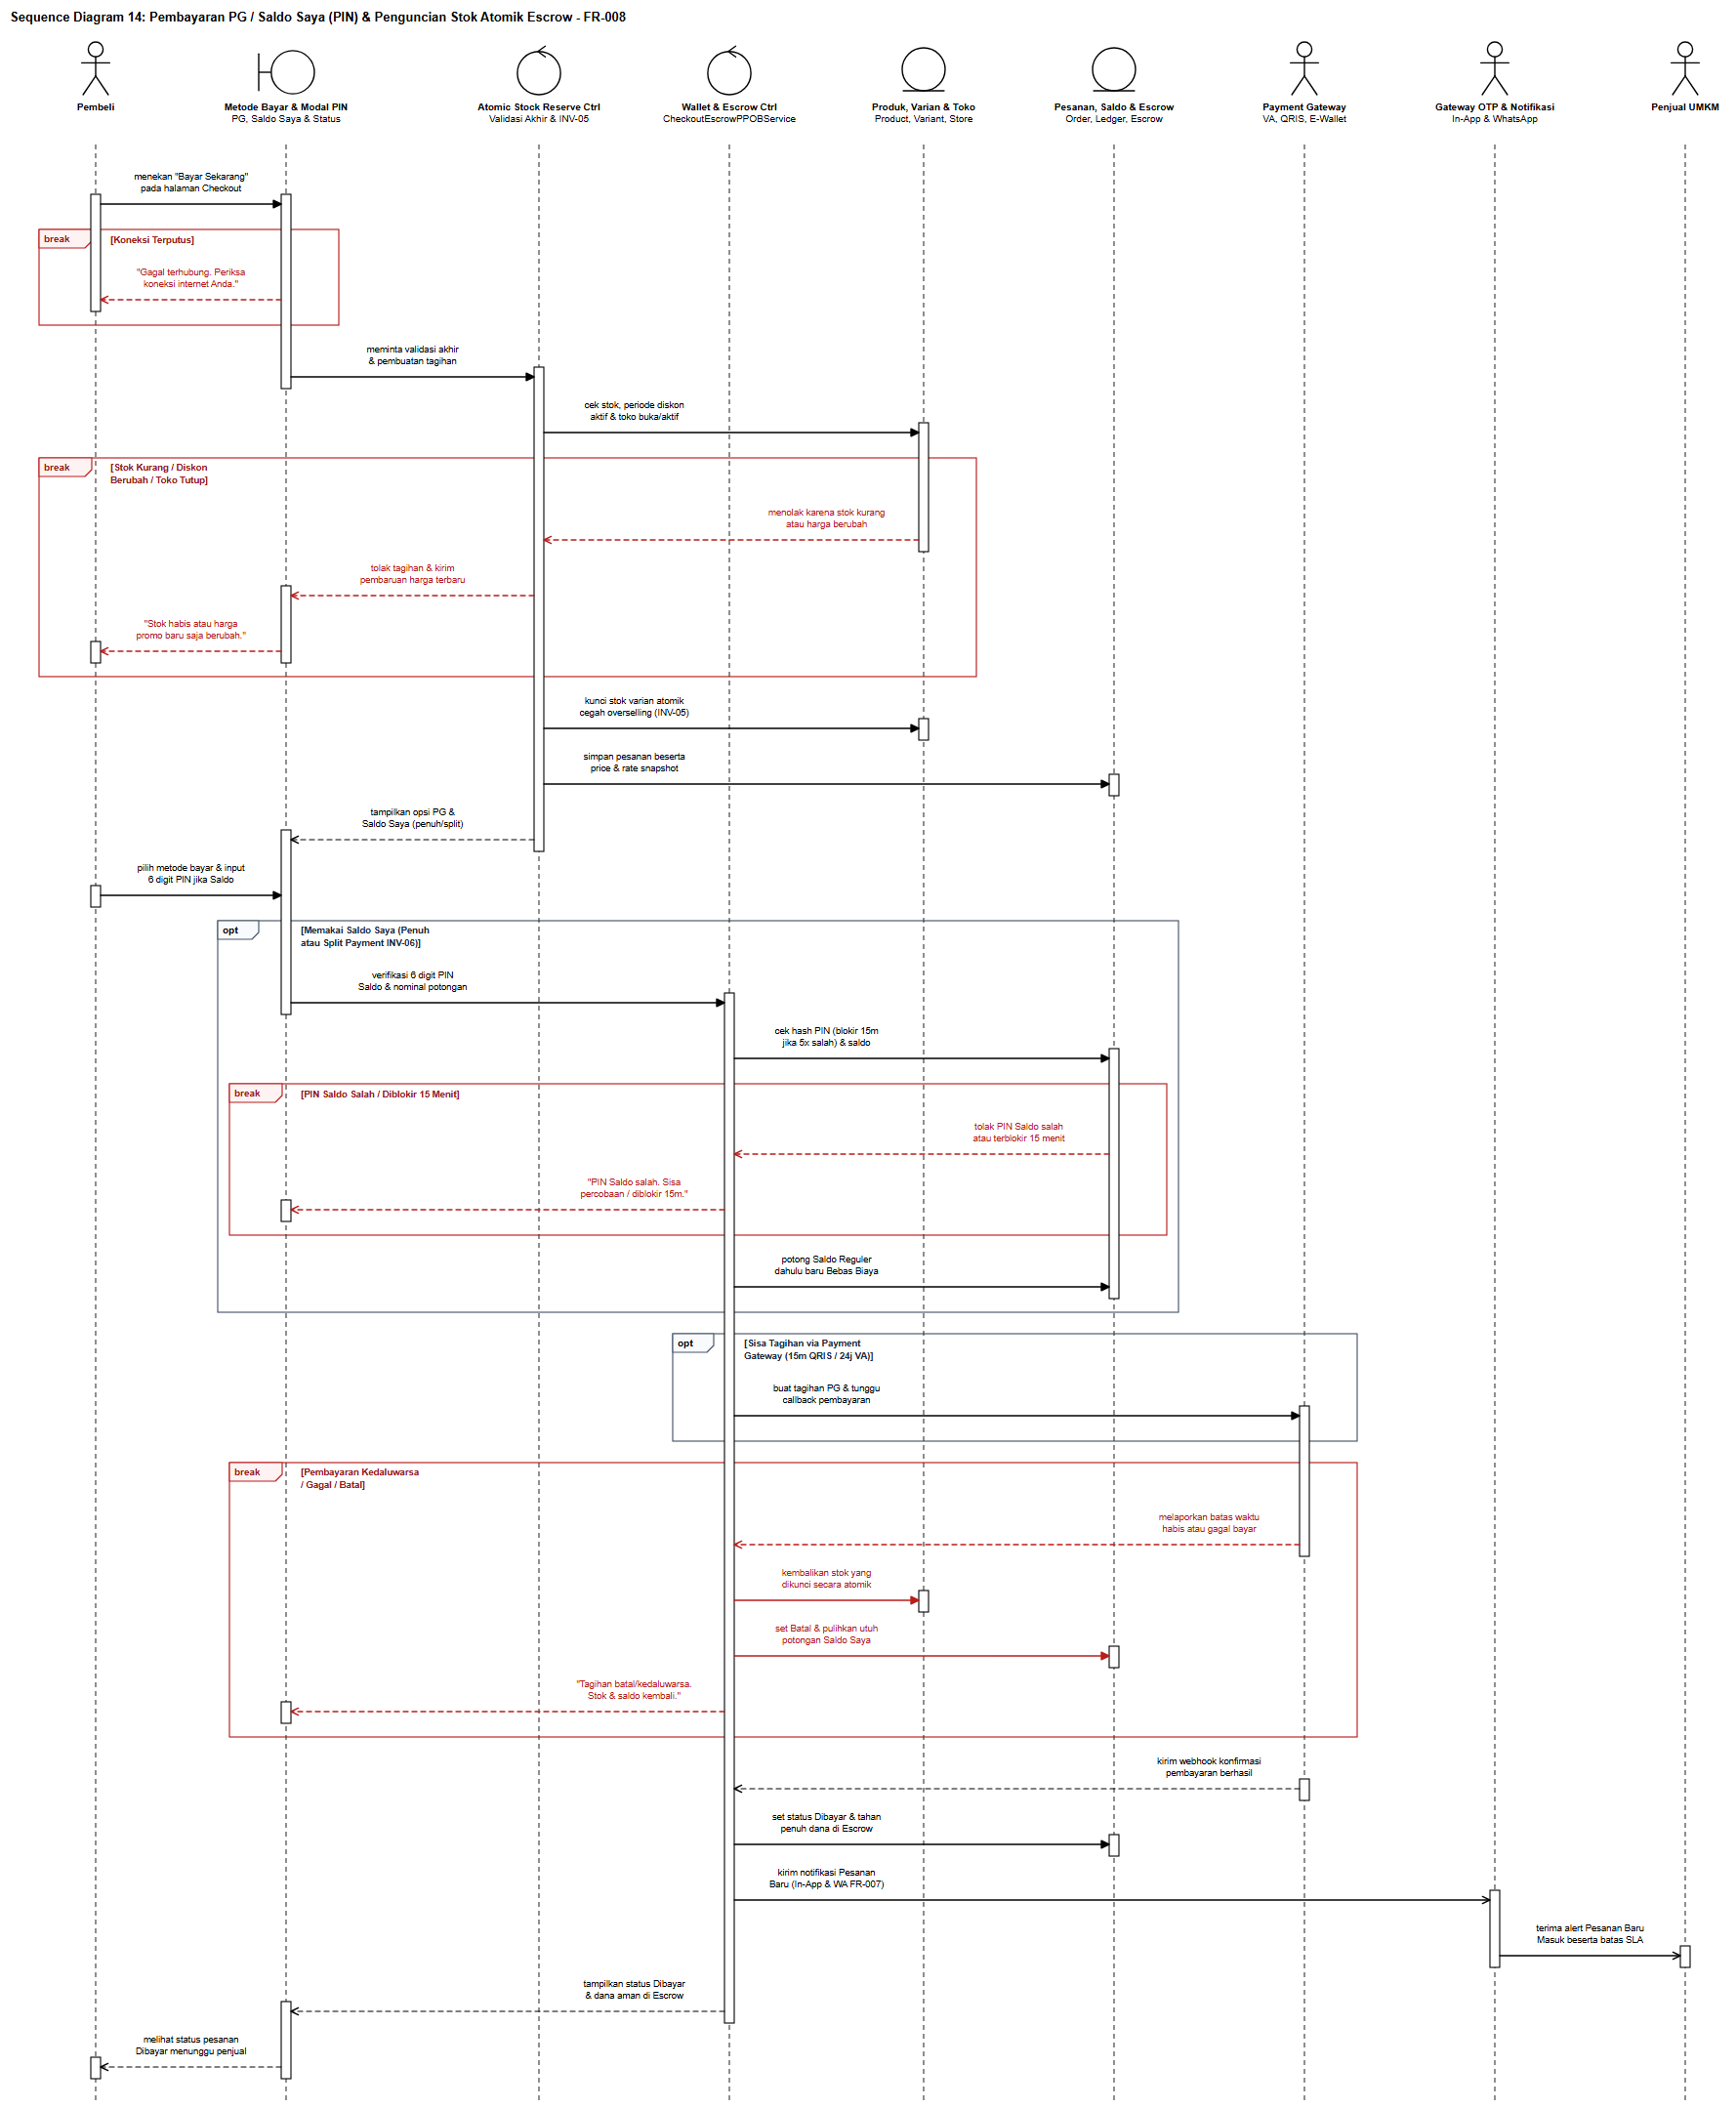 Sequence Diagram 14: Pembayaran PG / Saldo Saya (PIN) & Penguncian Stok Atomik Escrow - FR-008
Pembeli
Metode Bayar & Modal PIN
PG, Saldo Saya & Status
Atomic Stock Reserve Ctrl
Validasi Akhir & INV-05
Wallet & Escrow Ctrl
CheckoutEscrowPPOBService
Produk, Varian & Toko
Product, Variant, Store
Pesanan, Saldo & Escrow
Order, Ledger, Escrow
Payment Gateway
VA, QRIS, E-Wallet
Gateway OTP & Notifikasi
In-App & WhatsApp
Penjual UMKM
menekan "Bayar Sekarang"
pada halaman Checkout
break
[Koneksi Terputus]
"Gagal terhubung. Periksa
koneksi internet Anda."
meminta validasi akhir
& pembuatan tagihan
cek stok, periode diskon
aktif & toko buka/aktif
break
[Stok Kurang / Diskon
Berubah / Toko Tutup]
menolak karena stok kurang
atau harga berubah
tolak tagihan & kirim
pembaruan harga terbaru
"Stok habis atau harga
promo baru saja berubah."
kunci stok varian atomik
cegah overselling (INV-05)
simpan pesanan beserta
price & rate snapshot
tampilkan opsi PG &
Saldo Saya (penuh/split)
pilih metode bayar & input
6 digit PIN jika Saldo
opt
[Memakai Saldo Saya (Penuh
atau Split Payment INV-06)]
verifikasi 6 digit PIN
Saldo & nominal potongan
cek hash PIN (blokir 15m
jika 5x salah) & saldo
break
[PIN Saldo Salah / Diblokir 15 Menit]
tolak PIN Saldo salah
atau terblokir 15 menit
"PIN Saldo salah. Sisa
percobaan / diblokir 15m."
potong Saldo Reguler
dahulu baru Bebas Biaya
opt
[Sisa Tagihan via Payment
Gateway (15m QRIS / 24j VA)]
buat tagihan PG & tunggu
callback pembayaran
break
[Pembayaran Kedaluwarsa
/ Gagal / Batal]
melaporkan batas waktu
habis atau gagal bayar
kembalikan stok yang
dikunci secara atomik
set Batal & pulihkan utuh
potongan Saldo Saya
"Tagihan batal/kedaluwarsa.
Stok & saldo kembali."
kirim webhook konfirmasi
pembayaran berhasil
set status Dibayar & tahan
penuh dana di Escrow
kirim notifikasi Pesanan
Baru (In-App & WA FR-007)
terima alert Pesanan Baru
Masuk beserta batas SLA
tampilkan status Dibayar
& dana aman di Escrow
melihat status pesanan
Dibayar menunggu penjual